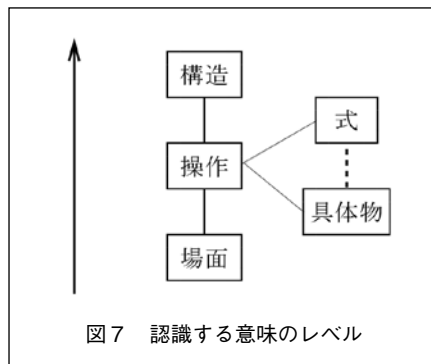 構造
式
操作
具体物
場面
図７　認識する意味のレベル